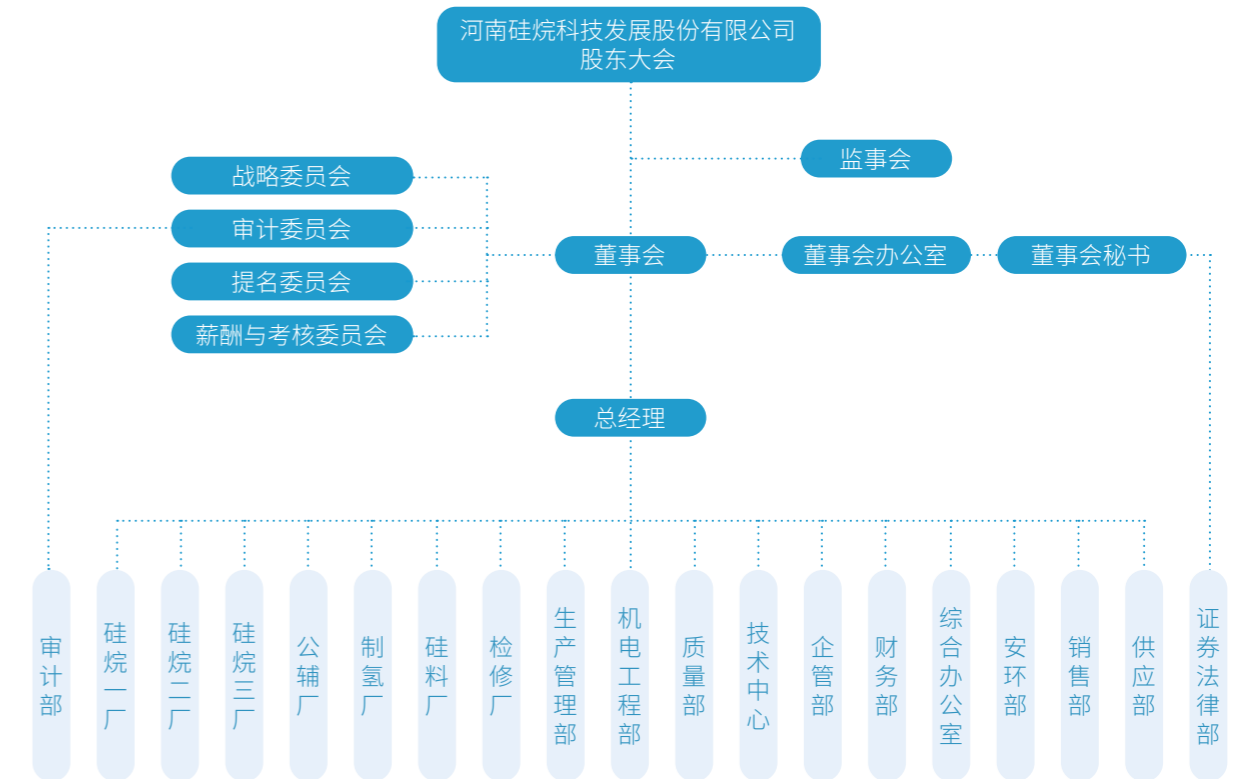 河南硅烷科技发展股份有限公司
股东大会
监事会
战略委员会
审计委员会
提名委员会
薪酬与考核委员会
董事会
董事会办公室
董事会秘书
总经理
审计部
硅烷一厂
硅烷二厂
硅烷三厂
公辅厂
制氢厂
硅料厂
检修厂
生产管理部
机电工程部
质量部
技术中心
企管部
财务部
综合办公室
安环部
销售部
供应部
证券法律部